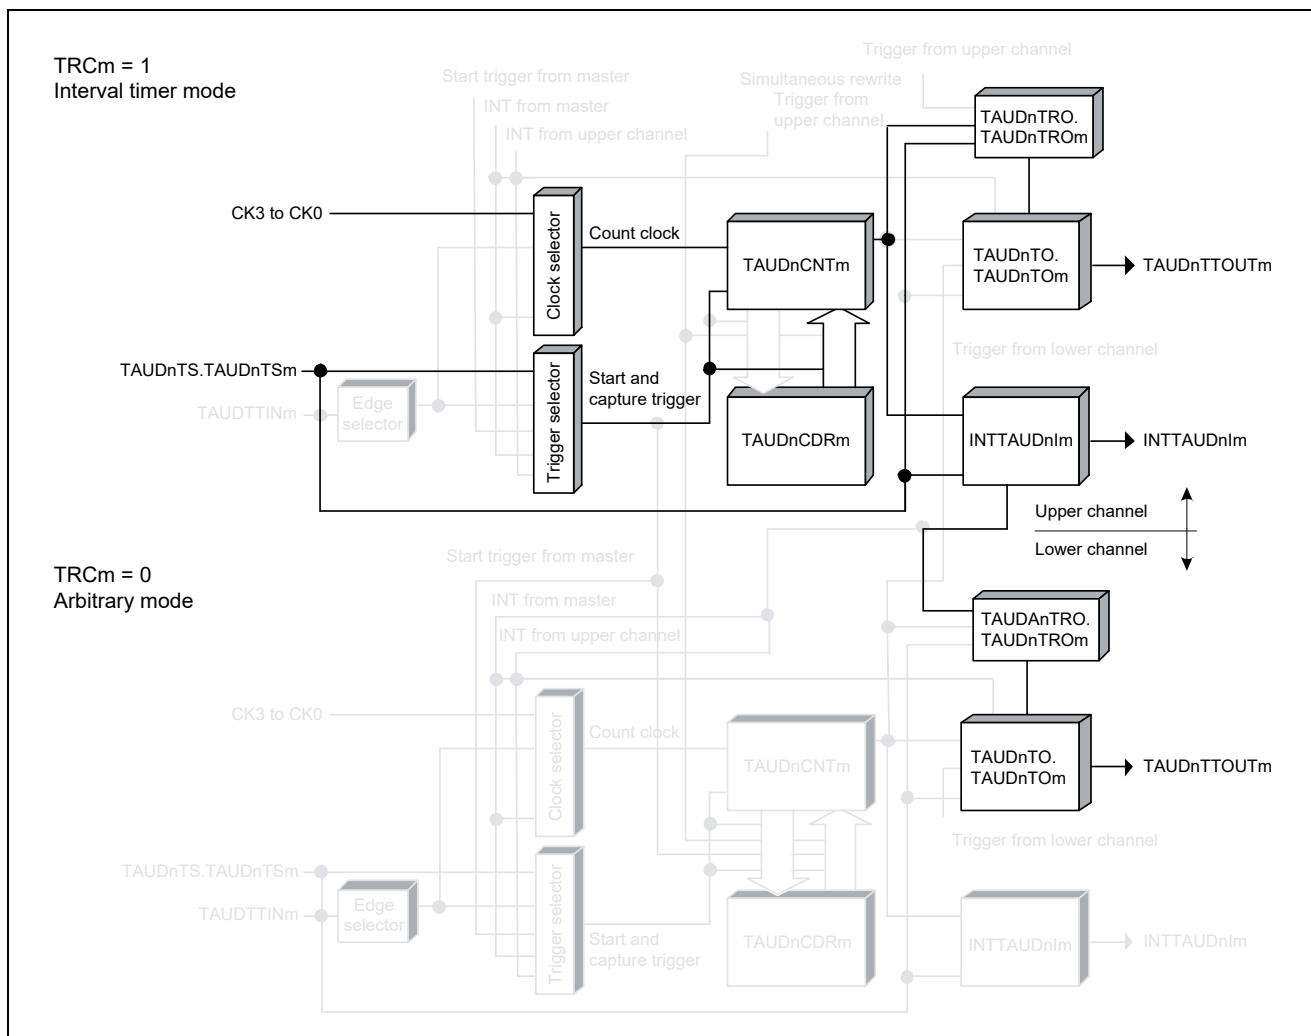 TRCm = 1
Interval timer mode
Start trigger from master
INT from master
INT from upper channel
Simultaneous rewrite
Trigger from
upper channel
Trigger from upper channel
TAUDnTRO.
TAUDnTROm
CK3 to CK0
Clock selector
Count clock
TAUDnCNTm
TAUDnTO.
TAUDnTOm
TAUDnTTOUTm
TAUDnTS.TAUDnTSm
TAUDTTINm
Edge
selector
Trigger selector
Start and
capture trigger
TAUDnCDRm
Trigger from lower channel
INTTAUDnIm
INTTAUDnIm
Upper channel
Lower channel
TRCm = 0
Arbitrary mode
Start trigger from master
INT from master
INT from upper channel
TAUDAnTRO.
TAUDnTROm
CK3 to CK0
Clock selector
Count clock
TAUDnCNTm
TAUDnTO.
TAUDnTOm
TAUDnTTOUTm
Trigger from lower channel
TAUDnTS.TAUDnTSm
TAUDTTINm
Edge
selector
Trigger selector
Start and
capture trigger
TAUDnCDRm
INTTAUDnIm
INTTAUDnIm